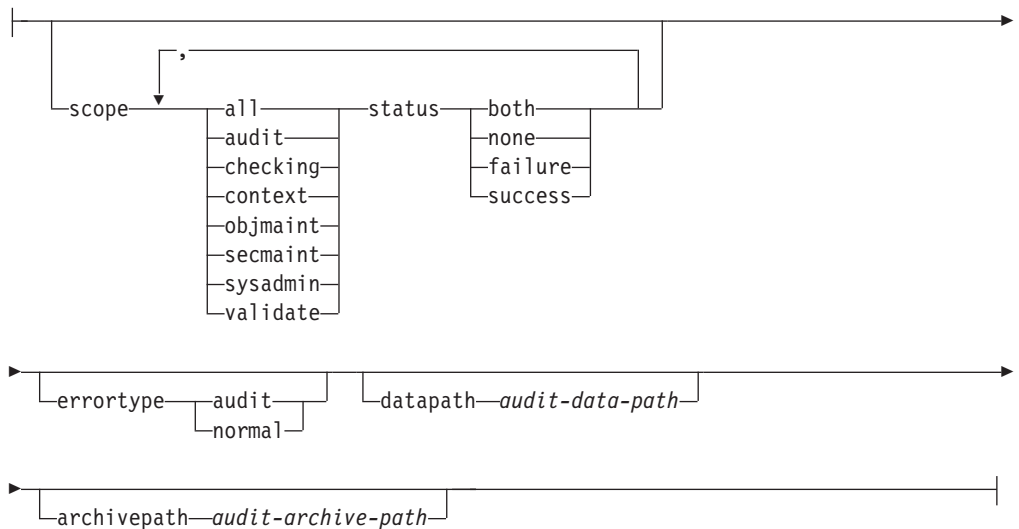 ,
scope all status both
audit none
checking failure
context success
objmaint
secmaint
sysadmin
validate
errortype audit datapath audit-data-path
normal
archivepath audit-archive-path